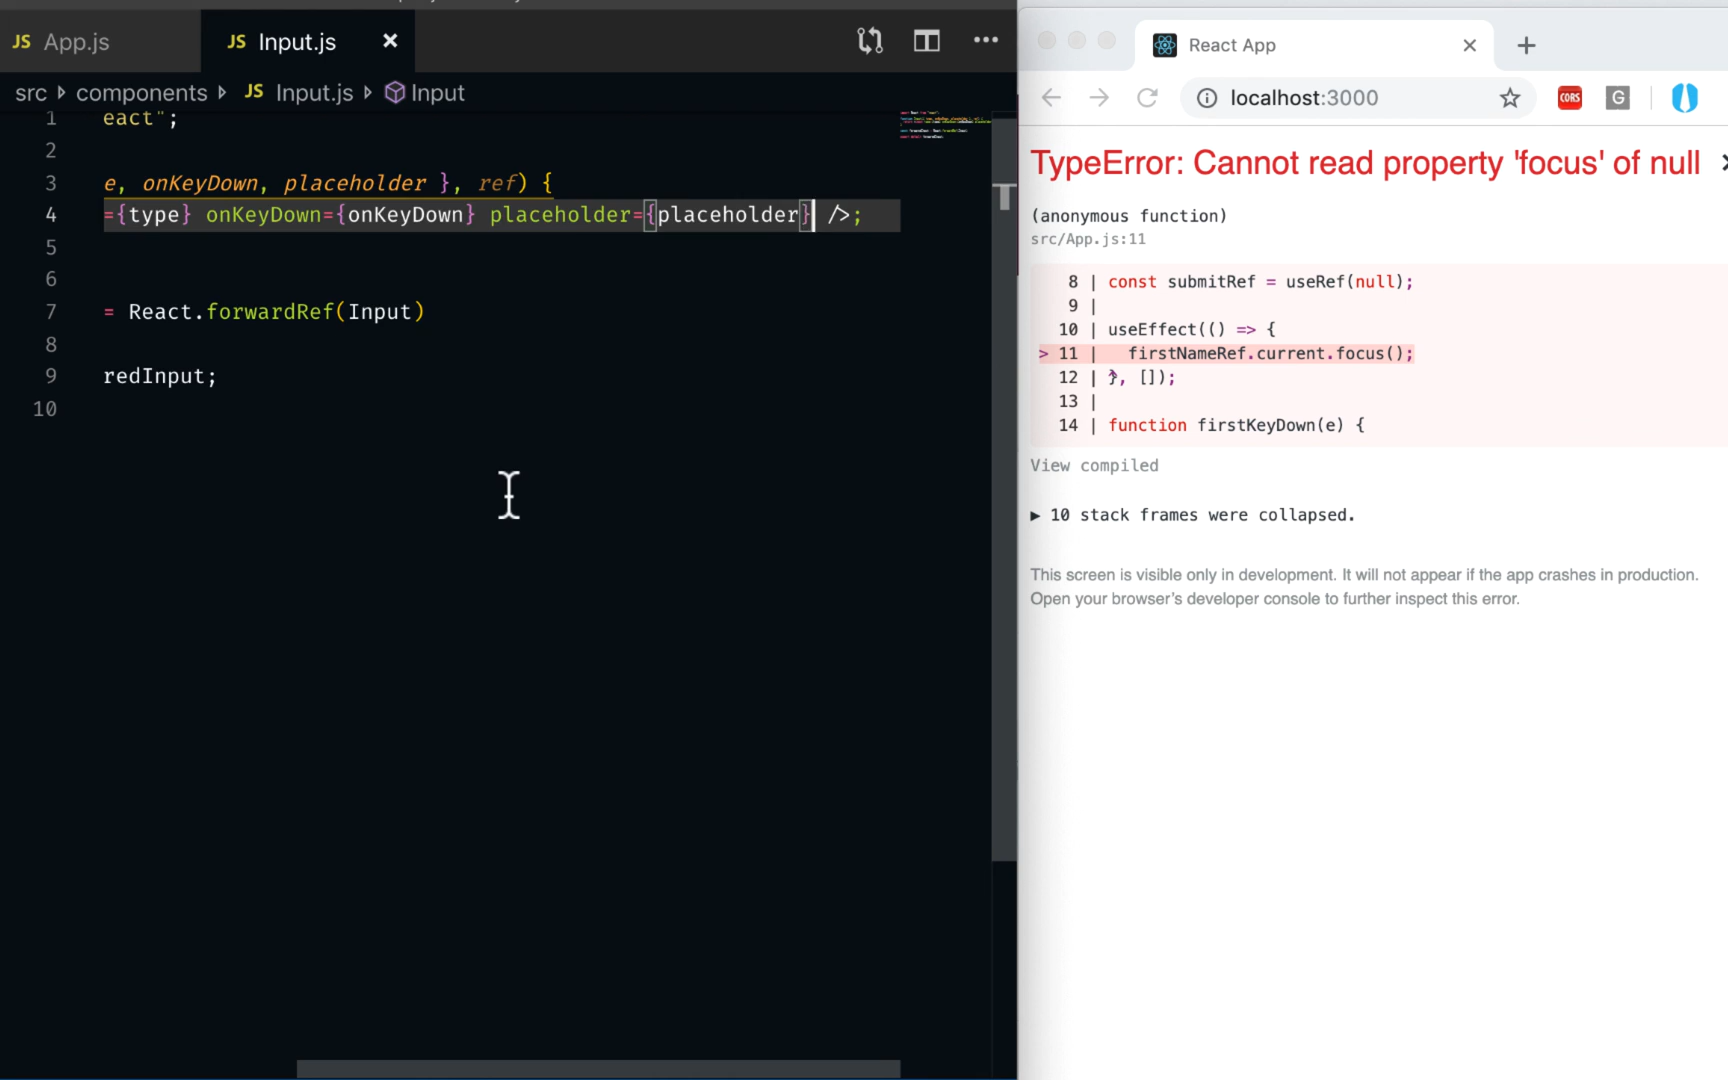 JS App.js
JS Input.js ×
src components JS Input.js Input
1 eact";
2
3 e, onKeyDown, placeholder }, ref) {
4 ={type} onKeyDown={onKeyDown} placeholder={placeholder} />;
5
6
7 = React.forwardRef(Input)
8
9 redInput;
10
React App
localhost:3000
CORS
G
TypeError: Cannot read property 'focus' of null
(anonymous function)
src/App.js:11
8 | const submitRef = useRef(null);
9 |
10 | useEffect(() => {
> 11 | firstNameRef.current.focus();
12 | }, []);
13 |
14 | function firstKeyDown(e) {
View compiled
▶ 10 stack frames were collapsed.
This screen is visible only in development. It will not appear if the app crashes in production.
Open your browser’s developer console to further inspect this error.